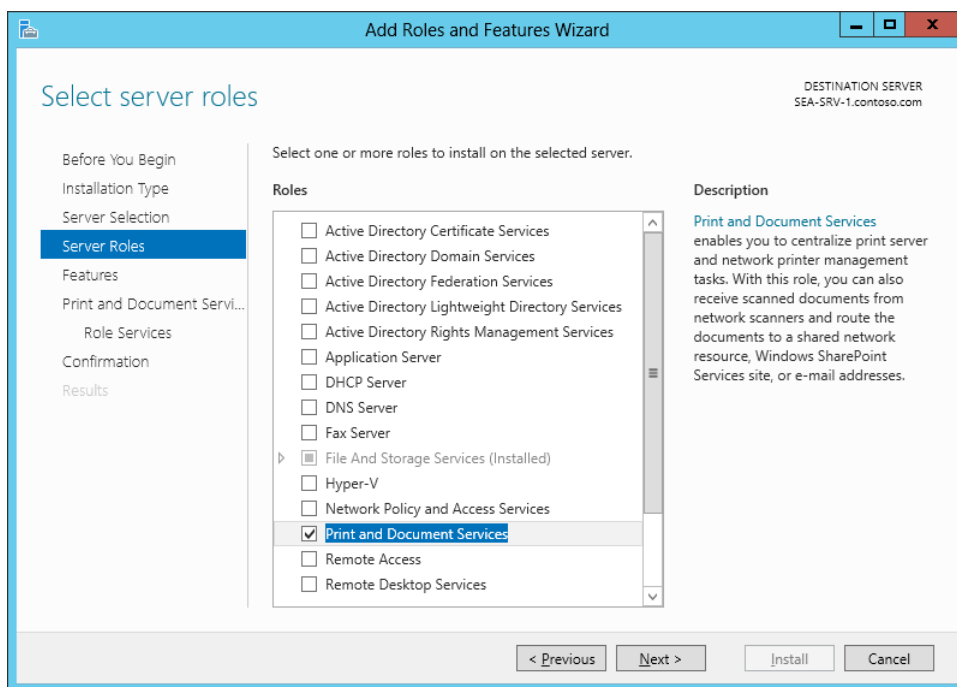 Add Roles and Features Wizard
Select server roles
DESTINATION SERVER
SEA-SRV-1.contoso.com
Before You Begin
Installation Type
Server Selection
Server Roles
Features
Print and Document Servi...
Role Services
Confirmation
Results
Select one or more roles to install on the selected server.
Roles
Active Directory Certificate Services
Active Directory Domain Services
Active Directory Federation Services
Active Directory Lightweight Directory Services
Active Directory Rights Management Services
Application Server
DHCP Server
DNS Server
Fax Server
File And Storage Services (Installed)
Hyper-V
Network Policy and Access Services
Print and Document Services
Remote Access
Remote Desktop Services
Description
Print and Document Services
enables you to centralize print server
and network printer management
tasks. With this role, you can also
receive scanned documents from
network scanners and route the
documents to a shared network
resource, Windows SharePoint
Services site, or e-mail addresses.
< Previous
Next >
Install
Cancel